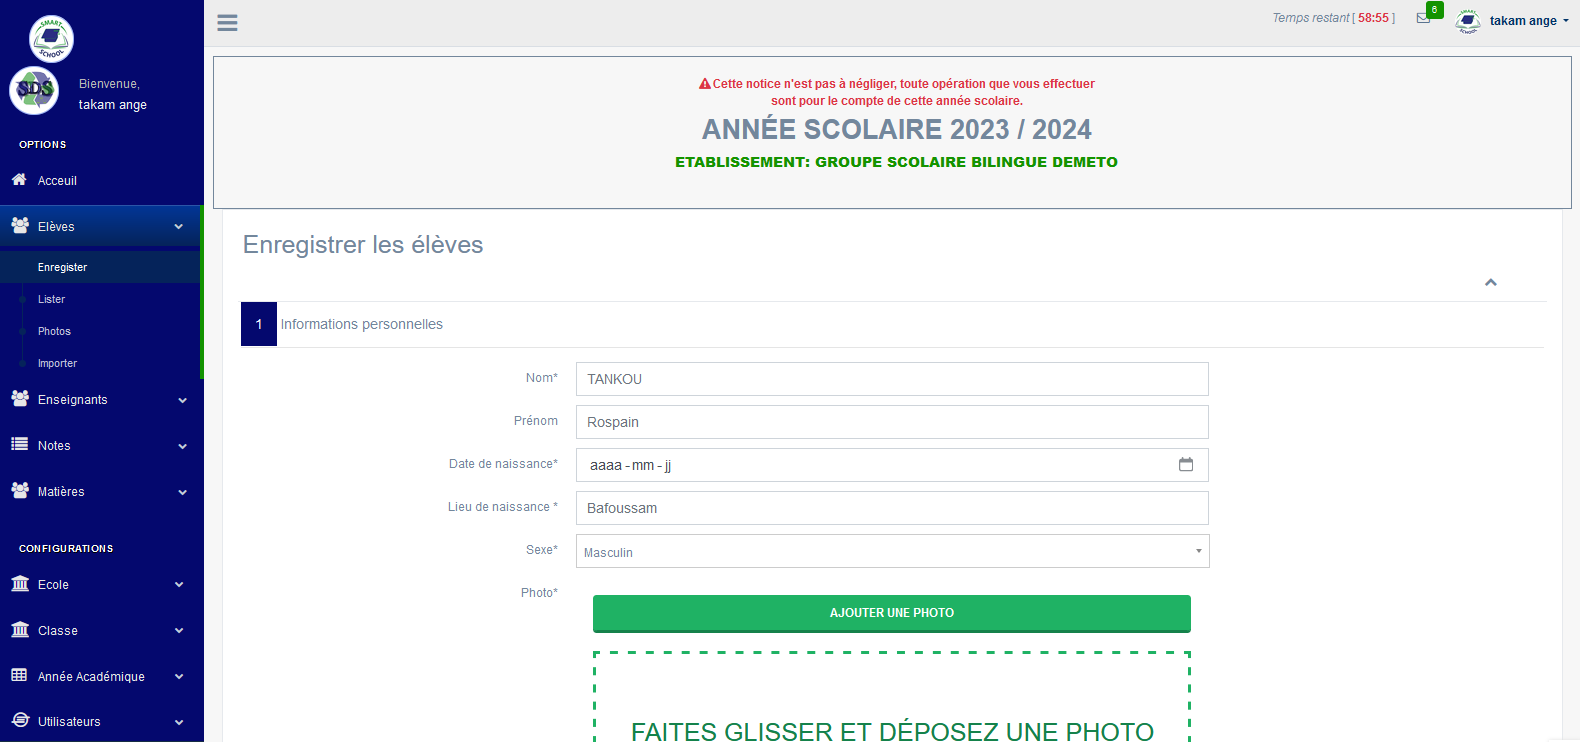 SMART
SCHOOL
SDS
Bienvenue,
takam ange
OPTIONS
Acceuil
Elèves
Enregister
Lister
Photos
Importer
Enseignants
Notes
Matières
CONFIGURATIONS
Ecole
Classe
Année Académique
Utilisateurs
Temps restant [ 58:55 ]
6
SMART
SCHOOL
takam ange
Cette notice n'est pas à négliger, toute opération que vous effectuer
sont pour le compte de cette année scolaire.
ANNÉE SCOLAIRE 2023 / 2024
ETABLISSEMENT: GROUPE SCOLAIRE BILINGUE DEMETO
Enregistrer les élèves
1 Informations personnelles
Nom* TANKOU
Prénom Rospain
Date de naissance* aaaa-mm-jj
Lieu de naissance * Bafoussam
Sexe* Masculin
Photo*
AJOUTER UNE PHOTO
FAITES GLISSER ET DÉPOSEZ UNE PHOTO